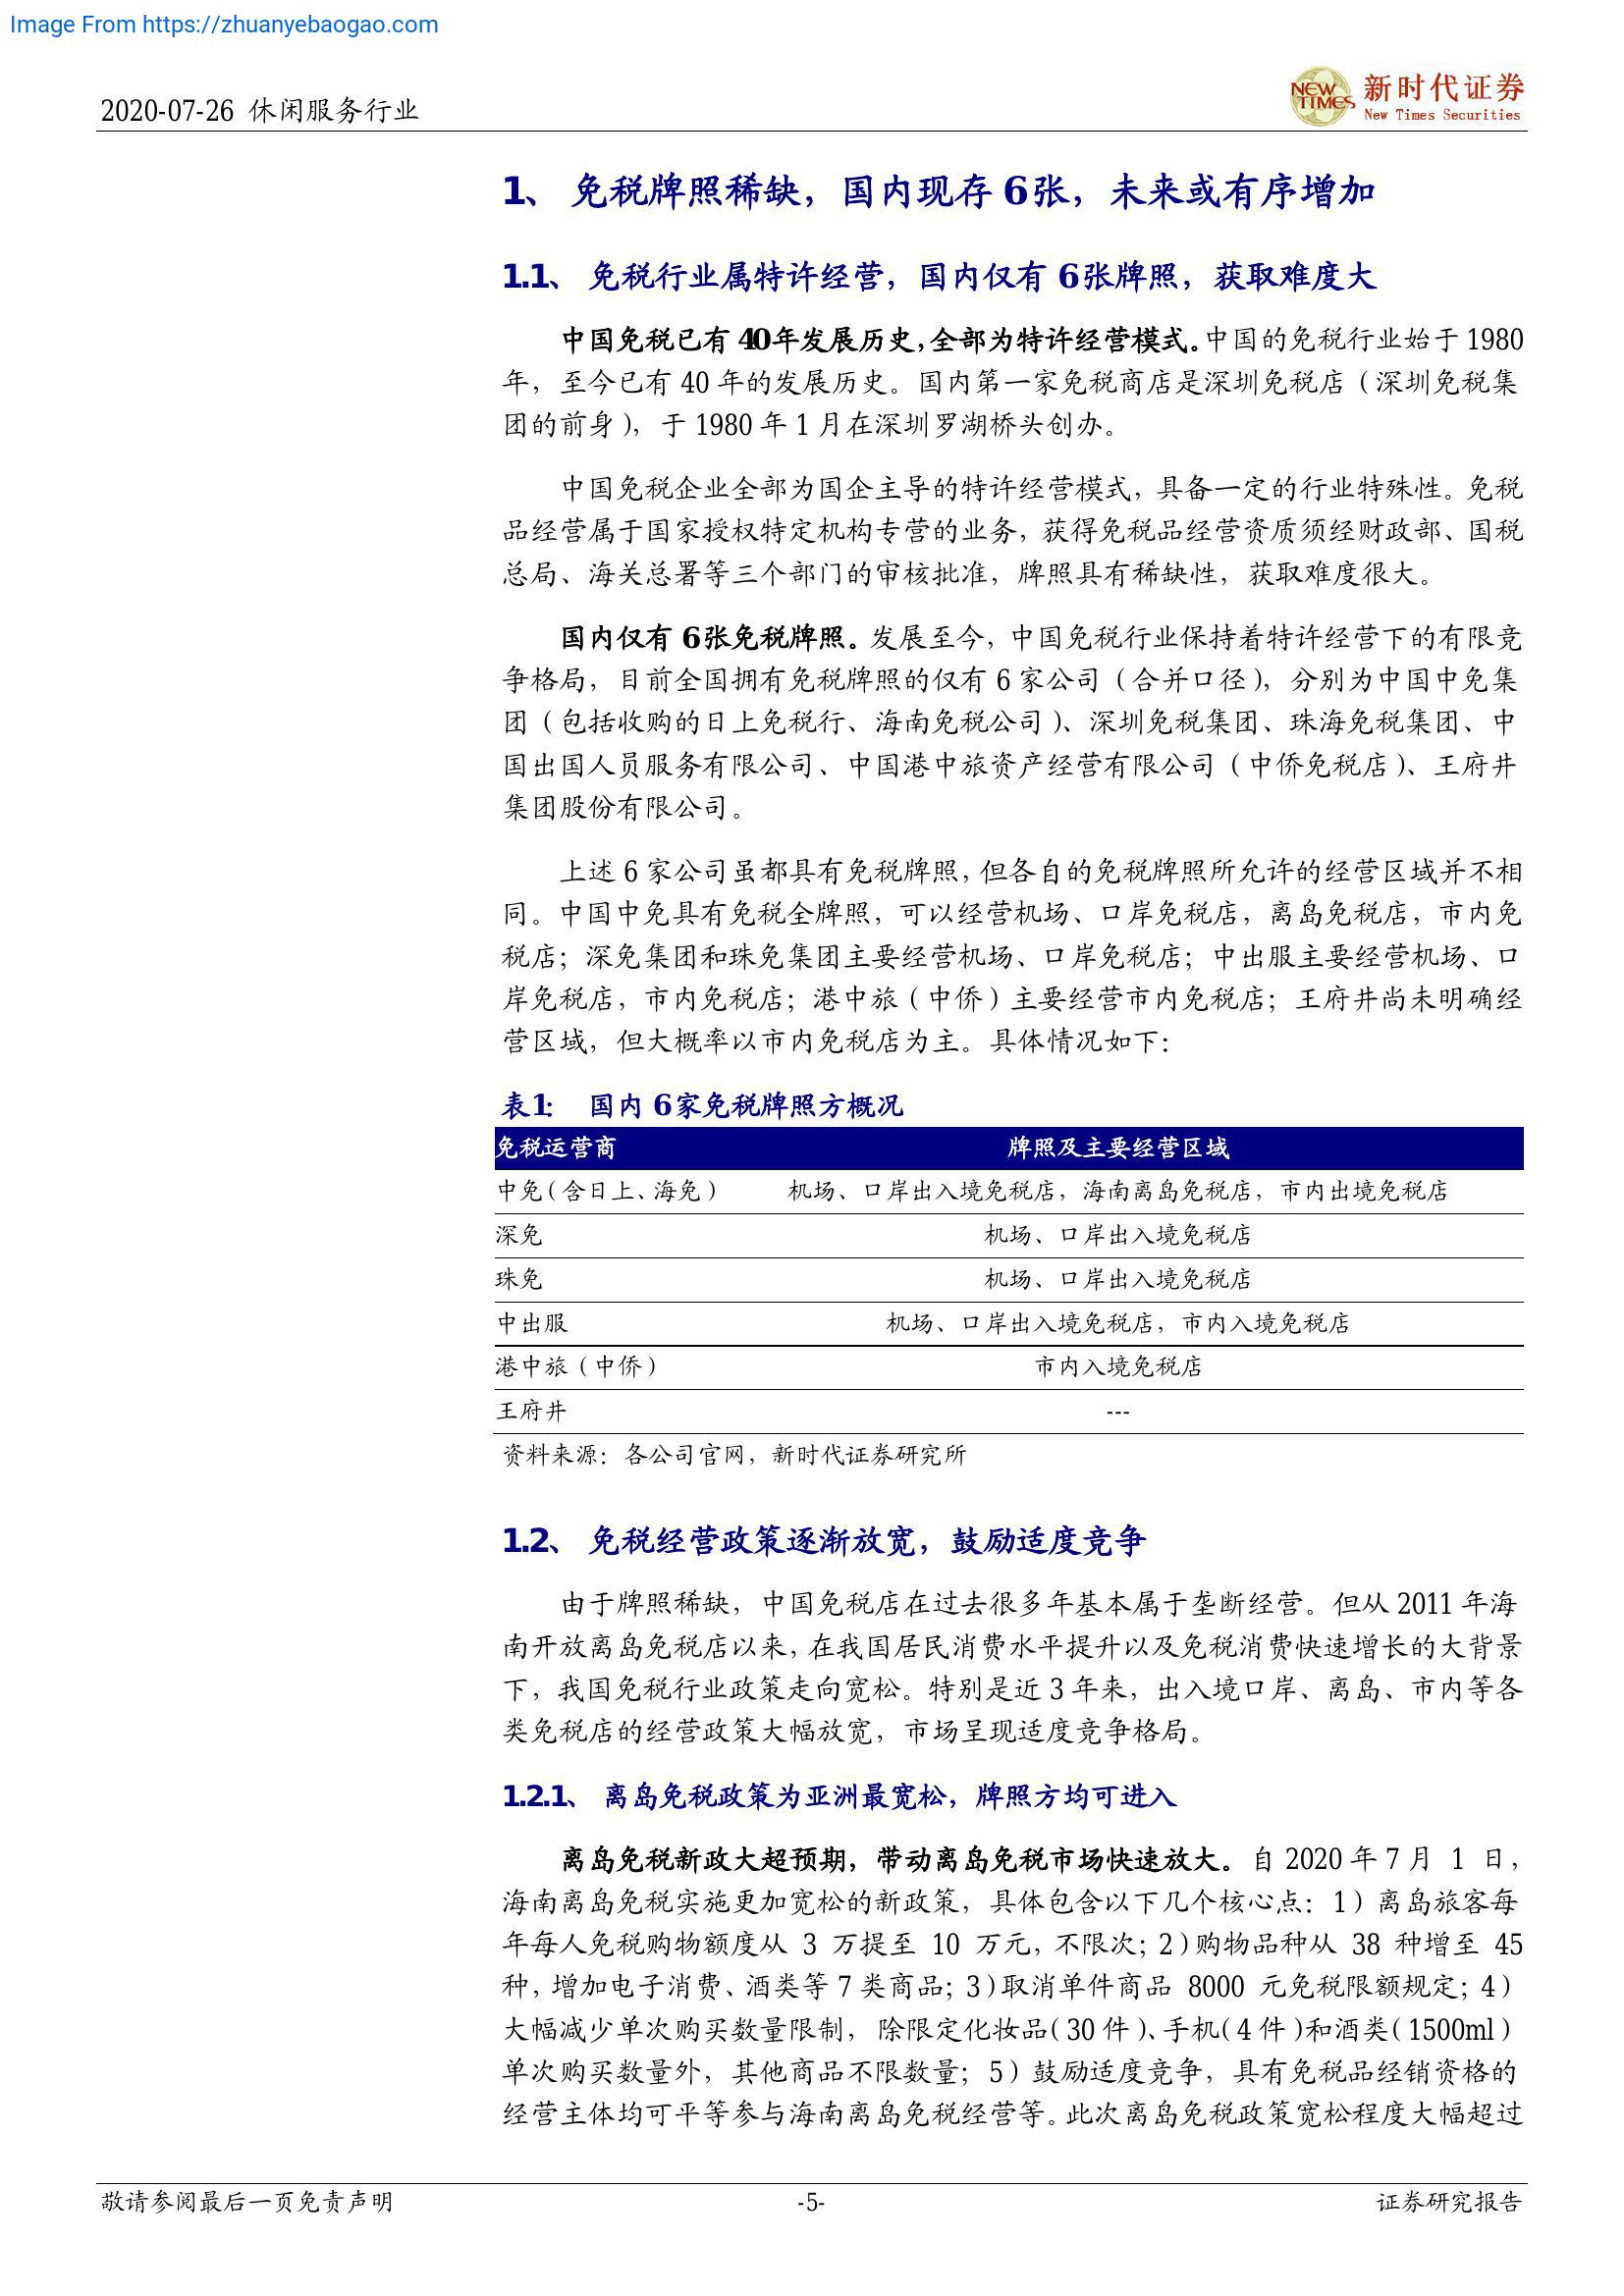 Image From https://zhuanyebaogao.com
2020-07-26 休闲服务行业
NEW TIMES
新时代证券
New Times Securities
1、 免税牌照稀缺，国内现存 6 张，未来或有序增加
1.1、 免税行业属特许经营，国内仅有 6 张牌照，获取难度大
中国免税已有 40 年发展历史，全部为特许经营模式。中国的免税行业始于 1980
年，至今已有 40 年的发展历史。国内第一家免税商店是深圳免税店（深圳免税集
团的前身），于 1980 年 1 月在深圳罗湖桥头创办。
中国免税企业全部为国企主导的特许经营模式，具备一定的行业特殊性。免税
品经营属于国家授权特定机构专营的业务，获得免税品经营资质须经财政部、国税
总局、海关总署等三个部门的审核批准，牌照具有稀缺性，获取难度很大。
国内仅有 6 张免税牌照。发展至今，中国免税行业保持着特许经营下的有限竞
争格局，目前全国拥有免税牌照的仅有 6 家公司（合并口径），分别为中国中免集
团（包括收购的日上免税行、海南免税公司）、深圳免税集团、珠海免税集团、中
国出国人员服务有限公司、中国港中旅资产经营有限公司（中侨免税店）、王府井
集团股份有限公司。
上述 6 家公司虽都具有免税牌照，但各自的免税牌照所允许的经营区域并不相
同。中国中免具有免税全牌照，可以经营机场、口岸免税店，离岛免税店，市内免
税店；深免集团和珠免集团主要经营机场、口岸免税店；中出服主要经营机场、口
岸免税店，市内免税店；港中旅（中侨）主要经营市内免税店；王府井尚未明确经
营区域，但大概率以市内免税店为主。具体情况如下：
表1： 国内 6 家免税牌照方概况
免税运营商 牌照及主要经营区域
中免（含日上、海免） 机场、口岸出入境免税店，海南离岛免税店，市内出境免税店
深免 机场、口岸出入境免税店
珠免 机场、口岸出入境免税店
中出服 机场、口岸出入境免税店，市内入境免税店
港中旅（中侨） 市内入境免税店
王府井 ---
资料来源：各公司官网，新时代证券研究所
1.2、 免税经营政策逐渐放宽，鼓励适度竞争
由于牌照稀缺，中国免税店在过去很多年基本属于垄断经营。但从 2011 年海
南开放离岛免税店以来，在我国居民消费水平提升以及免税消费快速增长的大背景
下，我国免税行业政策走向宽松。特别是近 3 年来，出入境口岸、离岛、市内等各
类免税店的经营政策大幅放宽，市场呈现适度竞争格局。
1.2.1、 离岛免税政策为亚洲最宽松，牌照方均可进入
离岛免税新政大超预期，带动离岛免税市场快速放大。自 2020 年 7 月 1 日，
海南离岛免税实施更加宽松的新政策，具体包含以下几个核心点：1）离岛旅客每
年每人免税购物额度从 3 万提至 10 万元，不限次；2）购物品种从 38 种增至 45
种，增加电子消费、酒类等 7 类商品；3）取消单件商品 8000 元免税限额规定；4）
大幅减少单次购买数量限制，除限定化妆品（30 件）、手机（4 件）和酒类（1500ml）
单次购买数量外，其他商品不限数量；5）鼓励适度竞争，具有免税品经销资格的
经营主体均可平等参与海南离岛免税经营等。此次离岛免税政策宽松程度大幅超过
敬请参阅最后一页免责声明 -5- 证券研究报告